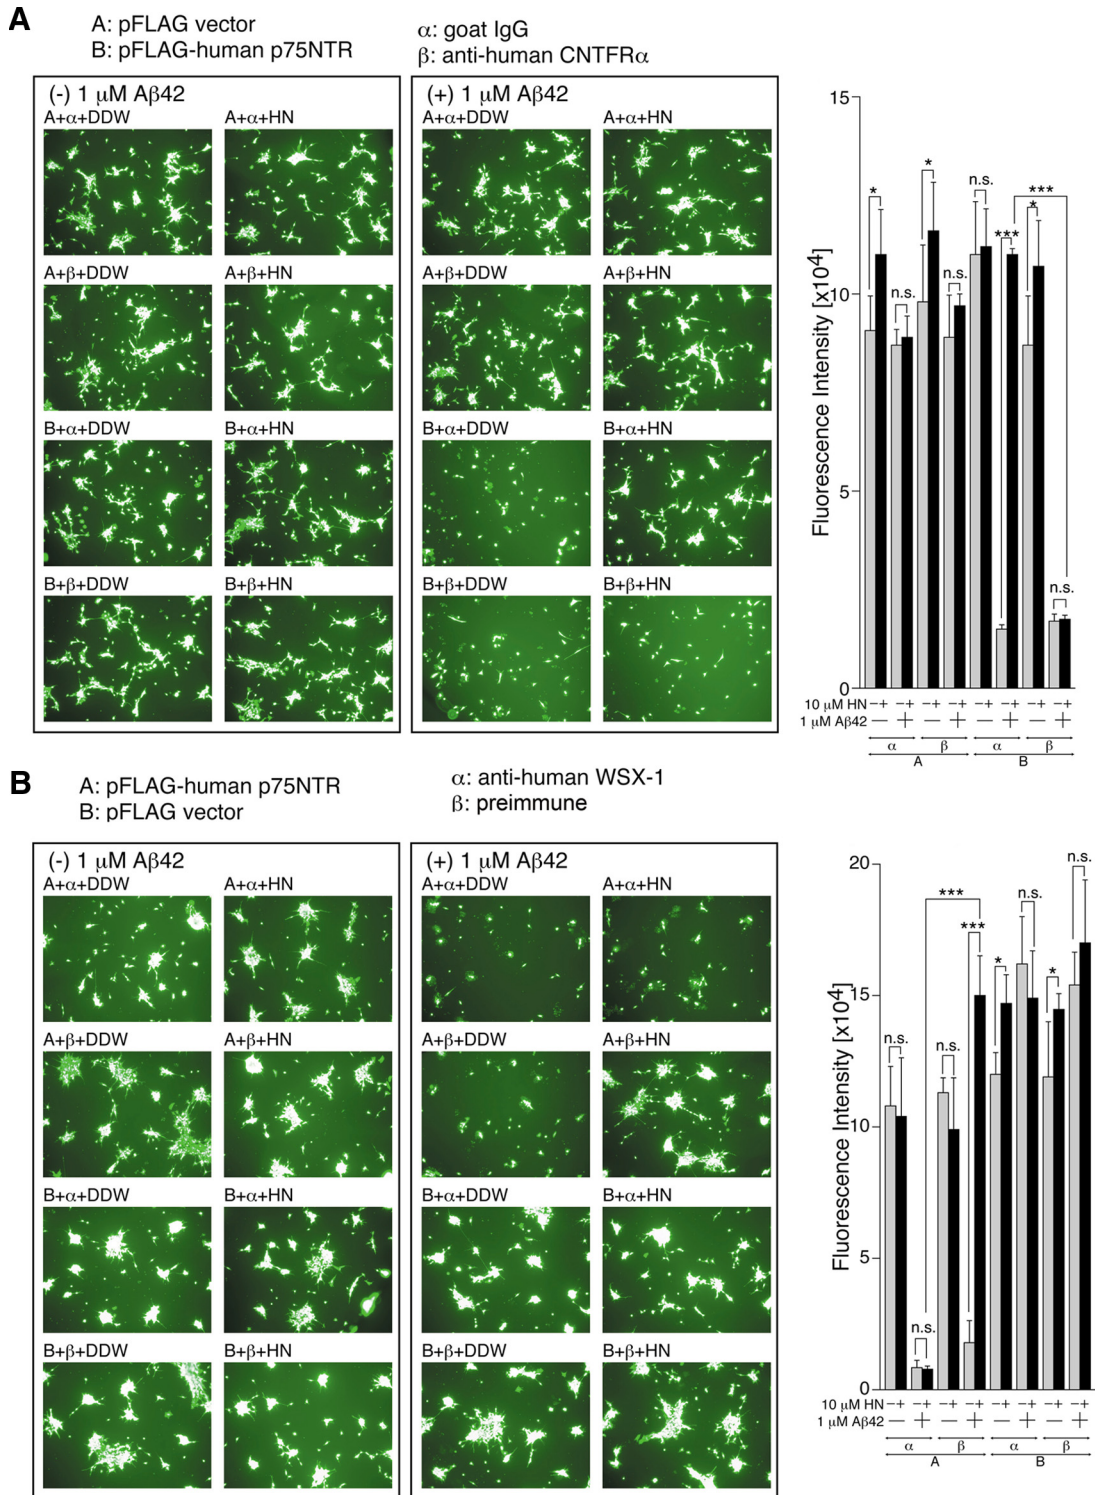 A
A: pFLAG vector
B: pFLAG-human p75NTR
α: goat IgG
β: anti-human CNTFRα
(-) 1 μM Aβ42
A+α+DDW A+α+HN
A+β+DDW A+β+HN
B+α+DDW B+α+HN
B+β+DDW B+β+HN
(+) 1 μM Aβ42
A+α+DDW A+α+HN
A+β+DDW A+β+HN
B+α+DDW B+α+HN
B+β+DDW B+β+HN
Fluorescence Intensity [x10⁴]
15
10
5
0
* n.s. * n.s. n.s. *** * *** n.s.
10 μM HN −+ −+ −+ −+ −+ −+ −+ −+
1 μM Aβ42 — + — + — + — +
α β α β
A B
B
A: pFLAG-human p75NTR
B: pFLAG vector
α: anti-human WSX-1
β: preimmune
(-) 1 μM Aβ42
A+α+DDW A+α+HN
A+β+DDW A+β+HN
B+α+DDW B+α+HN
B+β+DDW B+β+HN
(+) 1 μM Aβ42
A+α+DDW A+α+HN
A+β+DDW A+β+HN
B+α+DDW B+α+HN
B+β+DDW B+β+HN
Fluorescence Intensity [x10⁴]
20
15
10
5
0
n.s. n.s. n.s. *** *** * n.s. * n.s.
10 μM HN −+ −+ −+ −+ −+ −+ −+ −+
1 μM Aβ42 — + — + — + — +
α β α β
A B